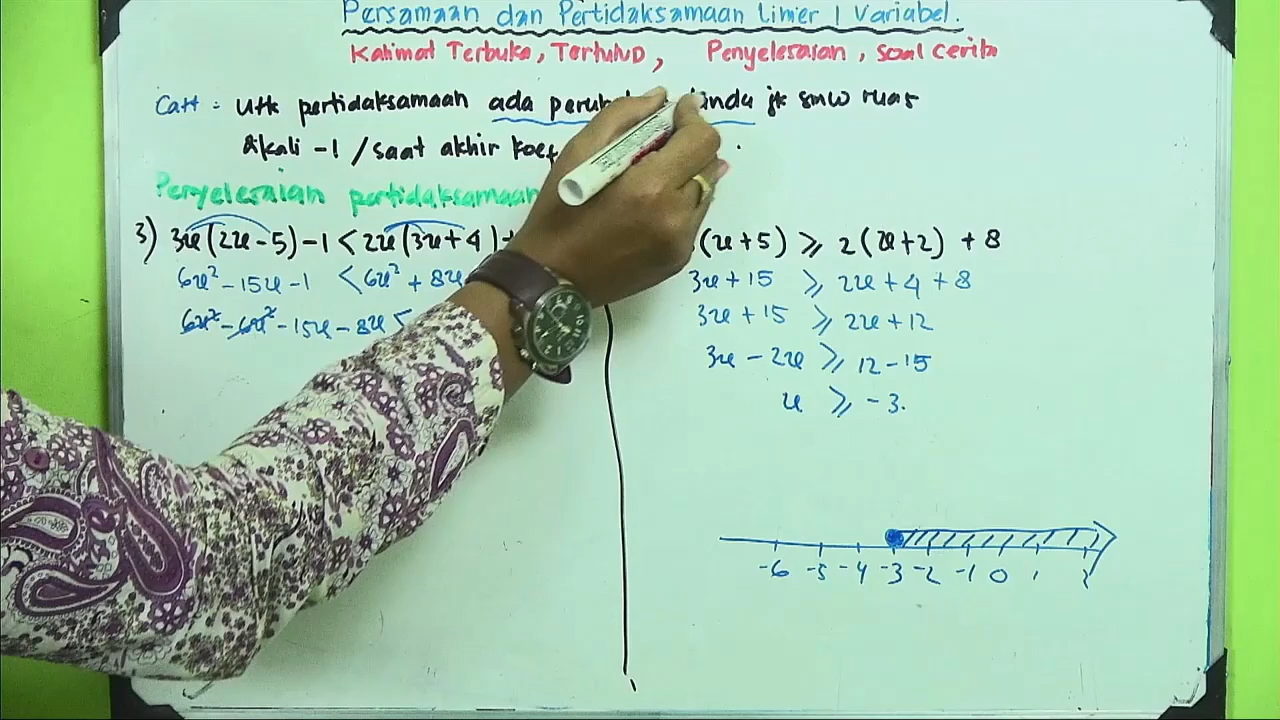 Persamaan dan Pertidaksamaan Linier 1 Variabel.
Kalimat Terbuka, Tertutup, Penyelesaian, Soal cerita
Catt : Utk pertidaksamaan ada tanda jk smw ruas
dikali -1 / saat akhir koef
Penyelesaian pertidaksamaan
3) 3x(2x-5)-1 < 2x(3x+4)
6x² - 15x - 1 < 6x² + 8x
6x² - 6x² - 15x - 8x <
(x+5) ≥ 2(x+2) + 8
3x + 15 ≥ 2x + 4 + 8
3x + 15 ≥ 2x + 12
3x - 2x ≥ 12 - 15
x ≥ -3.
-6 -5 -4 -3 -2 -1 0 1 2